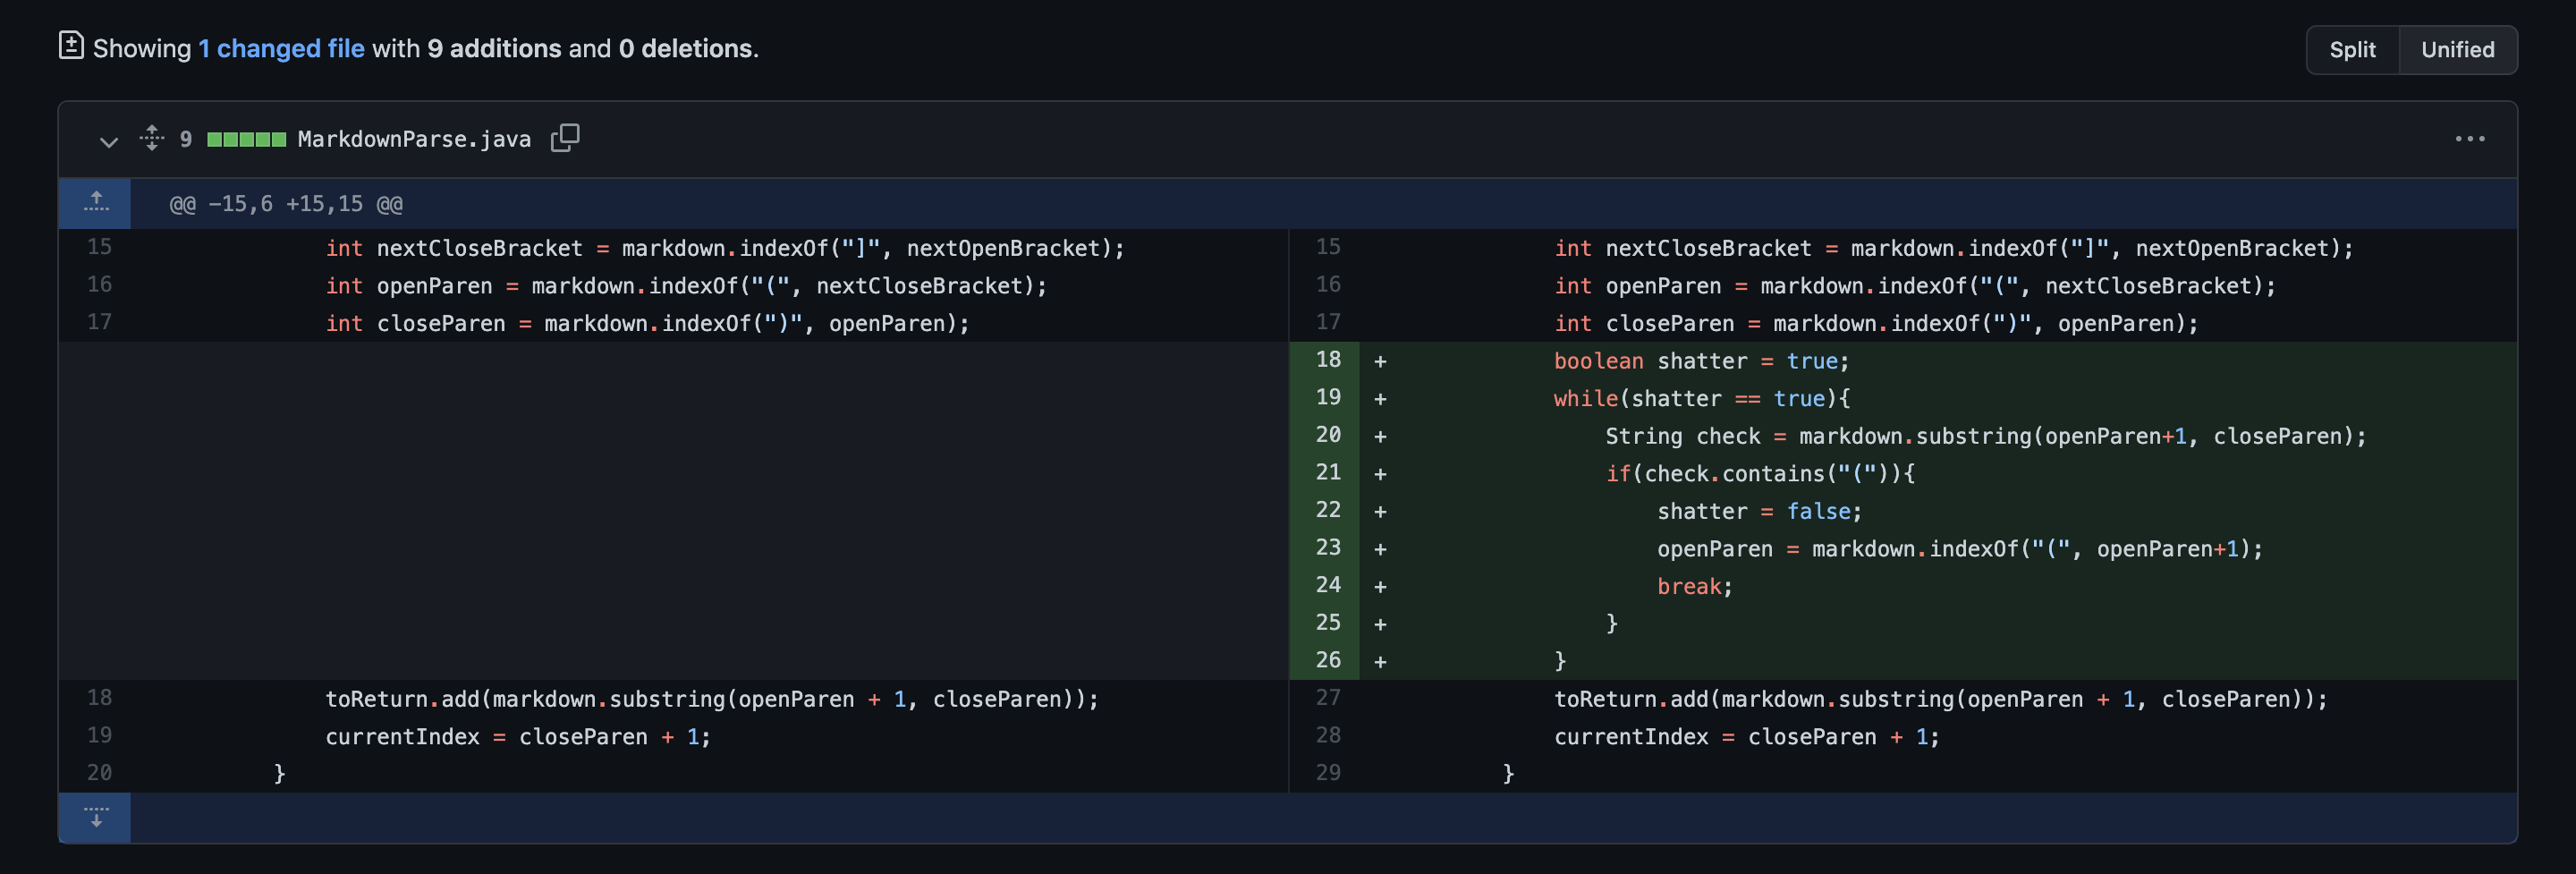 Showing 1 changed file with 9 additions and 0 deletions.
Split Unified
9 MarkdownParse.java
@@ -15,6 +15,15 @@
15 int nextCloseBracket = markdown.indexOf("]", nextOpenBracket);
16 int openParen = markdown.indexOf("(", nextCloseBracket);
17 int closeParen = markdown.indexOf(")", openParen);
18 toReturn.add(markdown.substring(openParen + 1, closeParen));
19 currentIndex = closeParen + 1;
20 }
15 int nextCloseBracket = markdown.indexOf("]", nextOpenBracket);
16 int openParen = markdown.indexOf("(", nextCloseBracket);
17 int closeParen = markdown.indexOf(")", openParen);
18 + boolean shatter = true;
19 + while(shatter == true){
20 + String check = markdown.substring(openParen+1, closeParen);
21 + if(check.contains("(")){
22 + shatter = false;
23 + openParen = markdown.indexOf("(", openParen+1);
24 + break;
25 + }
26 + }
27 toReturn.add(markdown.substring(openParen + 1, closeParen));
28 currentIndex = closeParen + 1;
29 }